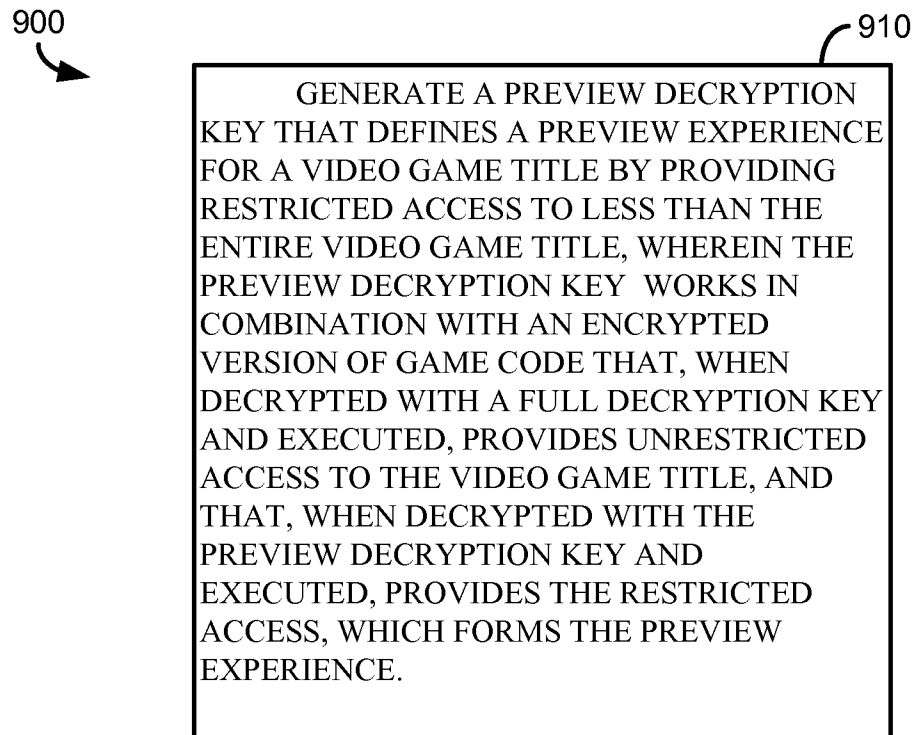 900
910
GENERATE A PREVIEW DECRYPTION
KEY THAT DEFINES A PREVIEW EXPERIENCE
FOR A VIDEO GAME TITLE BY PROVIDING
RESTRICTED ACCESS TO LESS THAN THE
ENTIRE VIDEO GAME TITLE, WHEREIN THE
PREVIEW DECRYPTION KEY WORKS IN
COMBINATION WITH AN ENCRYPTED
VERSION OF GAME CODE THAT, WHEN
DECRYPTED WITH A FULL DECRYPTION KEY
AND EXECUTED, PROVIDES UNRESTRICTED
ACCESS TO THE VIDEO GAME TITLE, AND
THAT, WHEN DECRYPTED WITH THE
PREVIEW DECRYPTION KEY AND
EXECUTED, PROVIDES THE RESTRICTED
ACCESS, WHICH FORMS THE PREVIEW
EXPERIENCE.